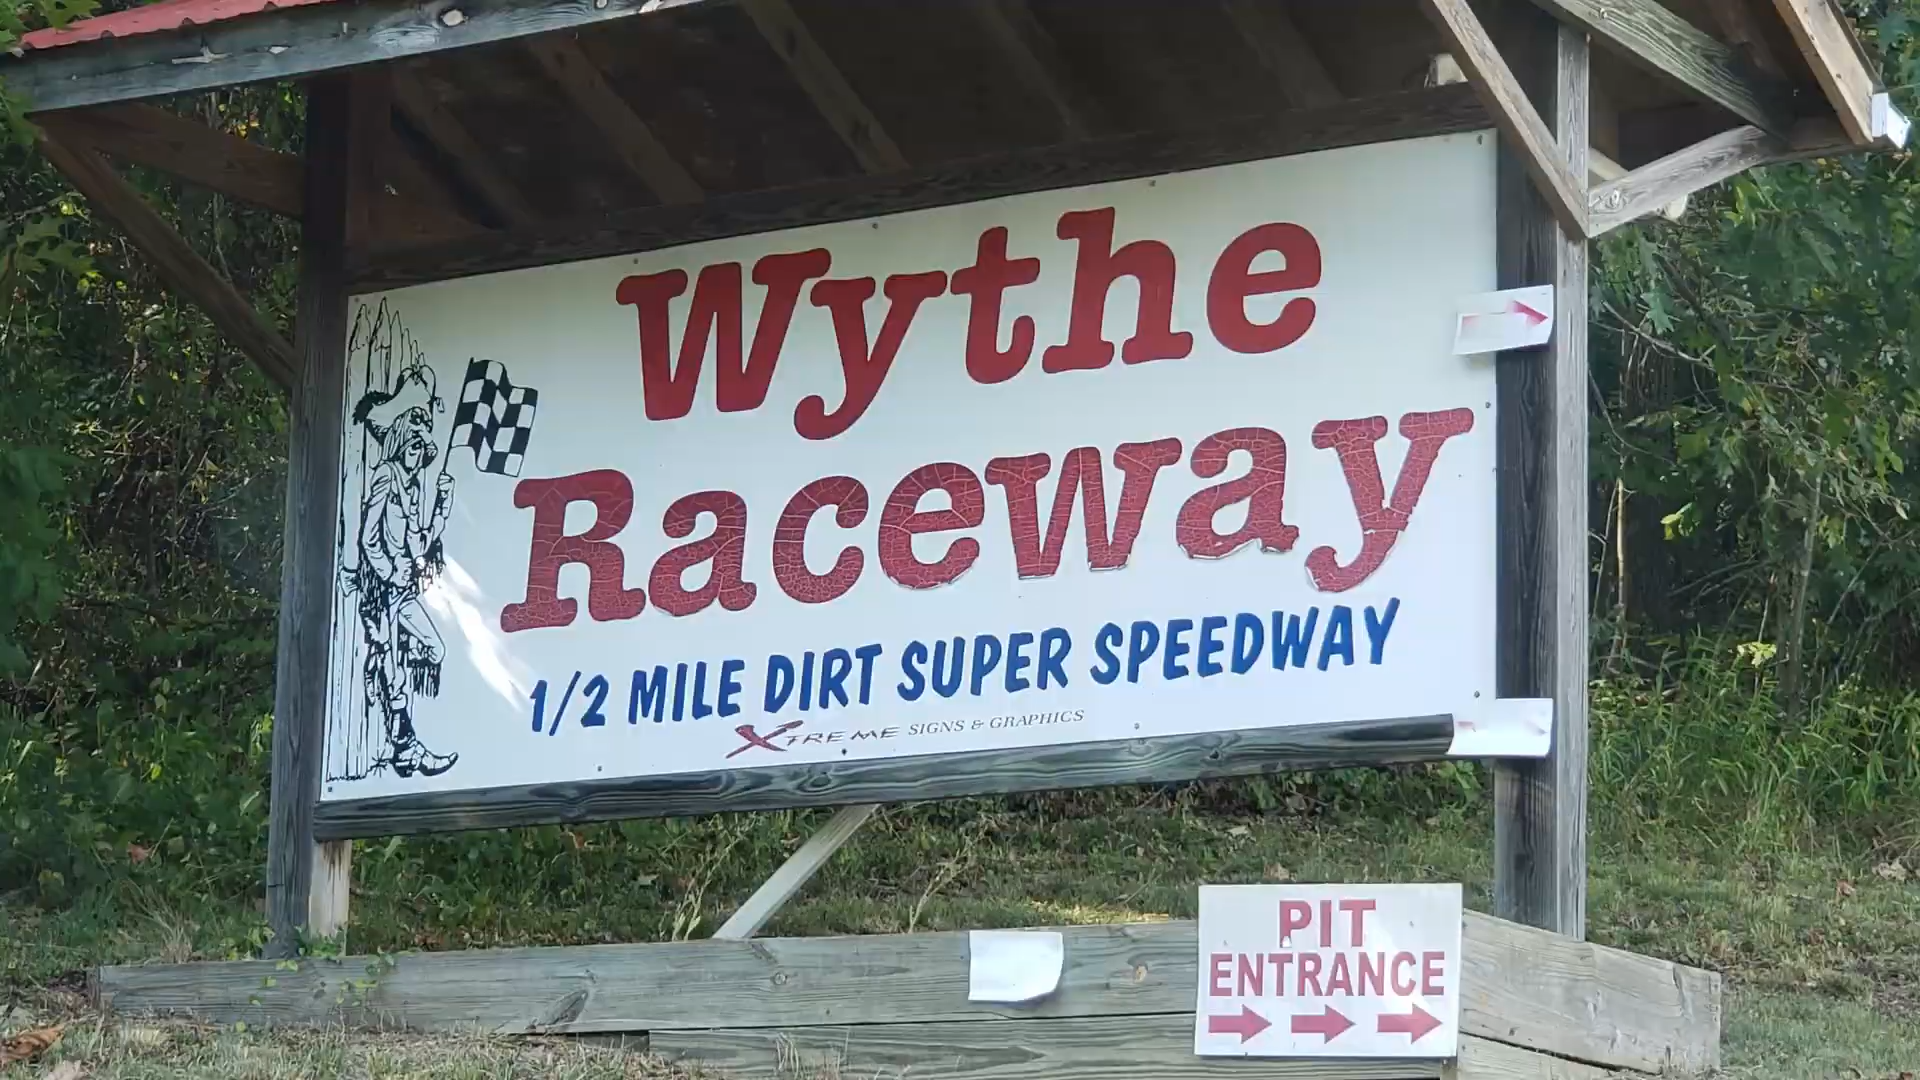 Wythe
Raceway
1/2 MILE DIRT SUPER SPEEDWAY
XTREME SIGNS & GRAPHICS
PIT
ENTRANCE